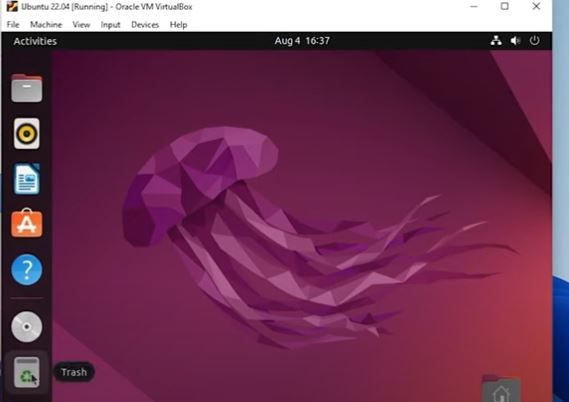 Ubuntu 22.04 [Running] - Oracle VM VirtualBox
File Machine View Input Devices Help
Activities Aug 4 16:37
?
Trash